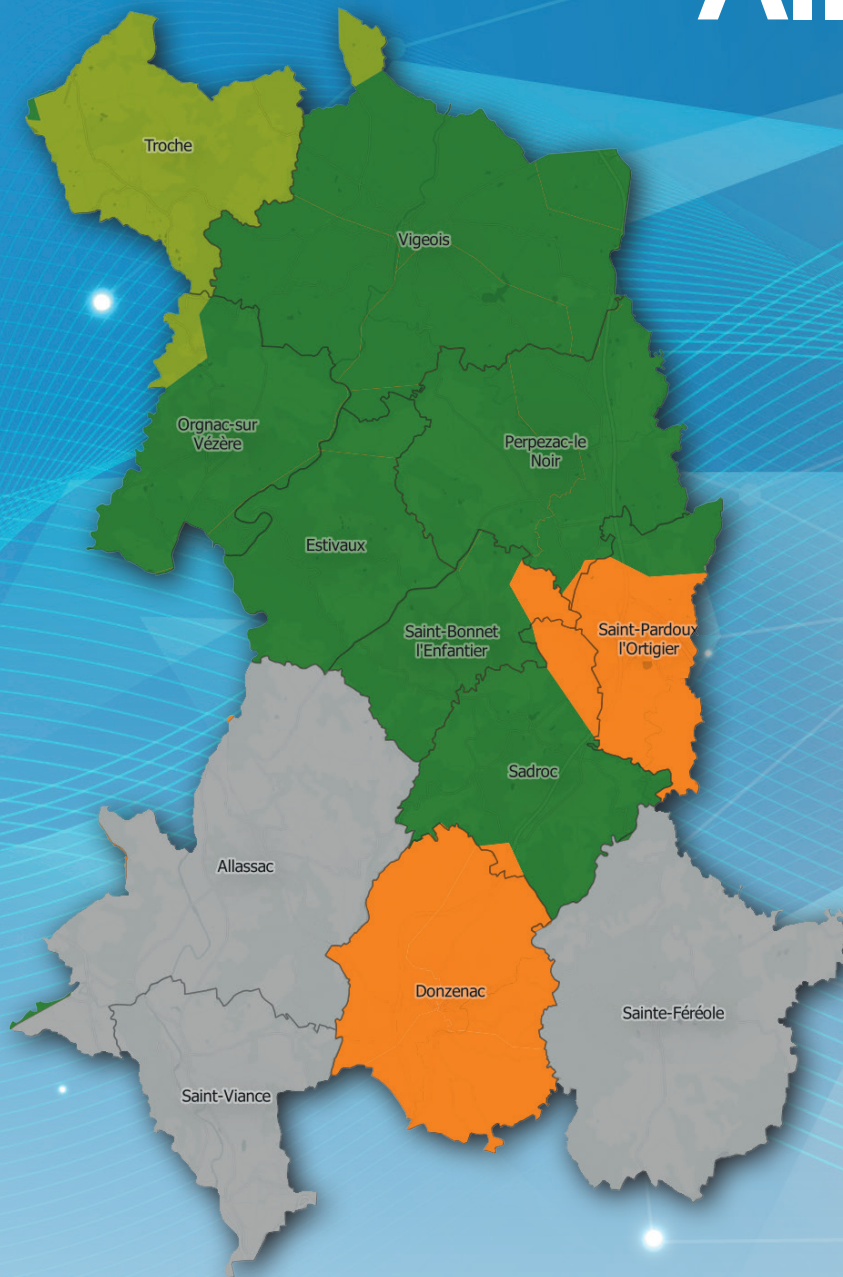 Troche
Vigeois
Orgnac-sur
Vézère
Perpezac-le
Noir
Estivaux
Saint-Bonnet
l'Enfantier
Saint-Pardoux
l'Ortigier
Sadroc
Allassac
Donzenac
Sainte-Féréole
Saint-Viance